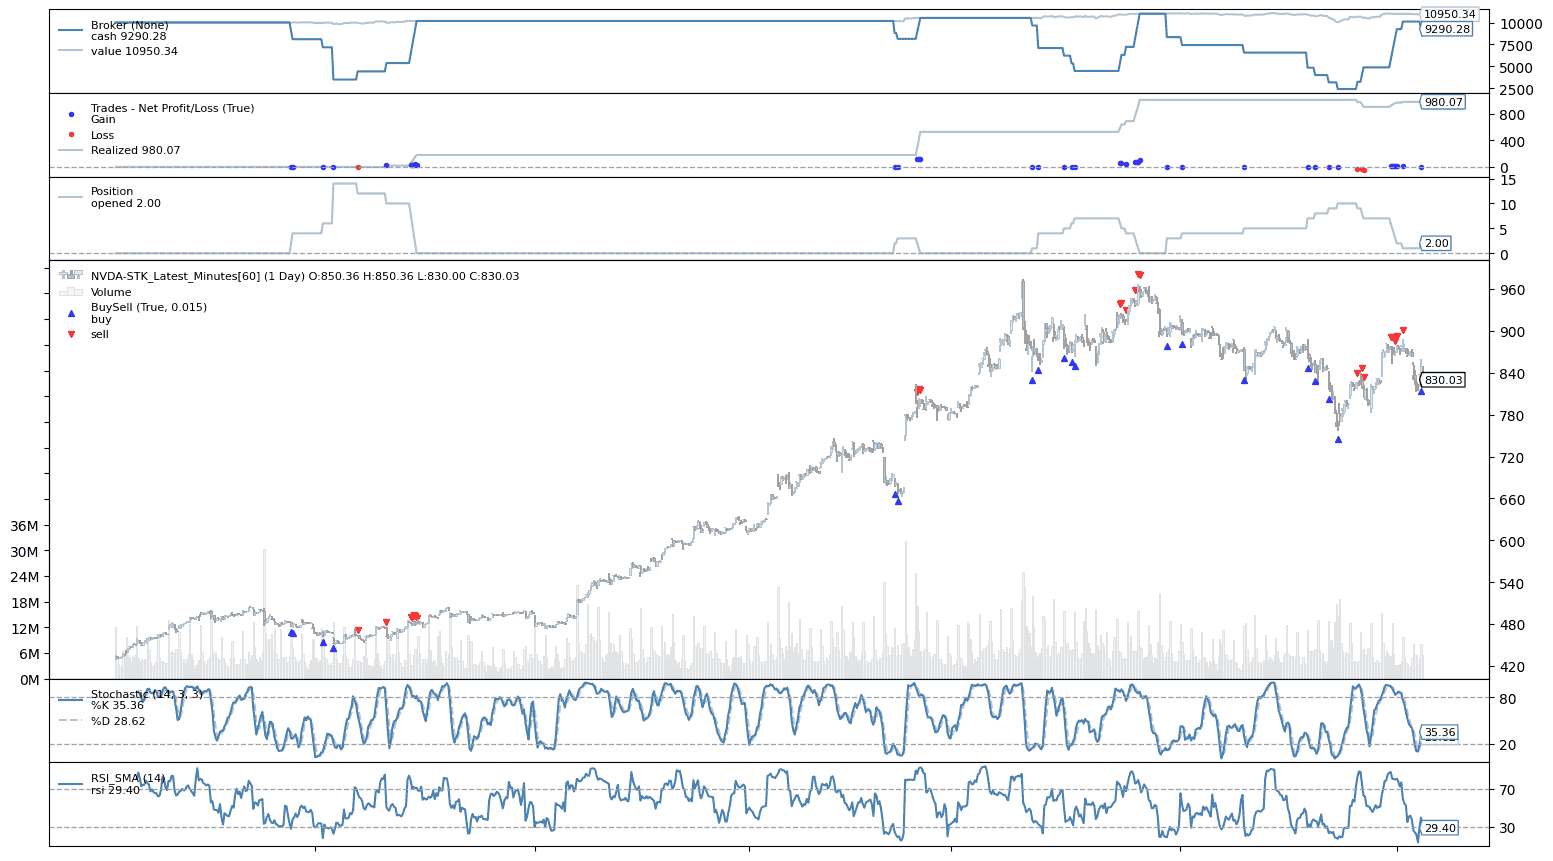 Broker (None)
cash 9290.28
value 10950.34
10950.34
9290.28
10000
7500
5000
2500
Trades - Net Profit/Loss (True)
Gain
Loss
Realized 980.07
980.07
800
400
0
Position
opened 2.00
15
10
5
2.00
0
NVDA-STK_Latest_Minutes[60] (1 Day) O:850.36 H:850.36 L:830.00 C:830.03
Volume
BuySell (True, 0.015)
buy
sell
960
900
840
830.03
780
720
660
600
540
480
420
36M
30M
24M
18M
12M
6M
0M
Stochastic (14, 3, 3)
%K 35.36
%D 28.62
80
35.36
20
RSI_SMA (14)
rsi 29.40
70
30
29.40